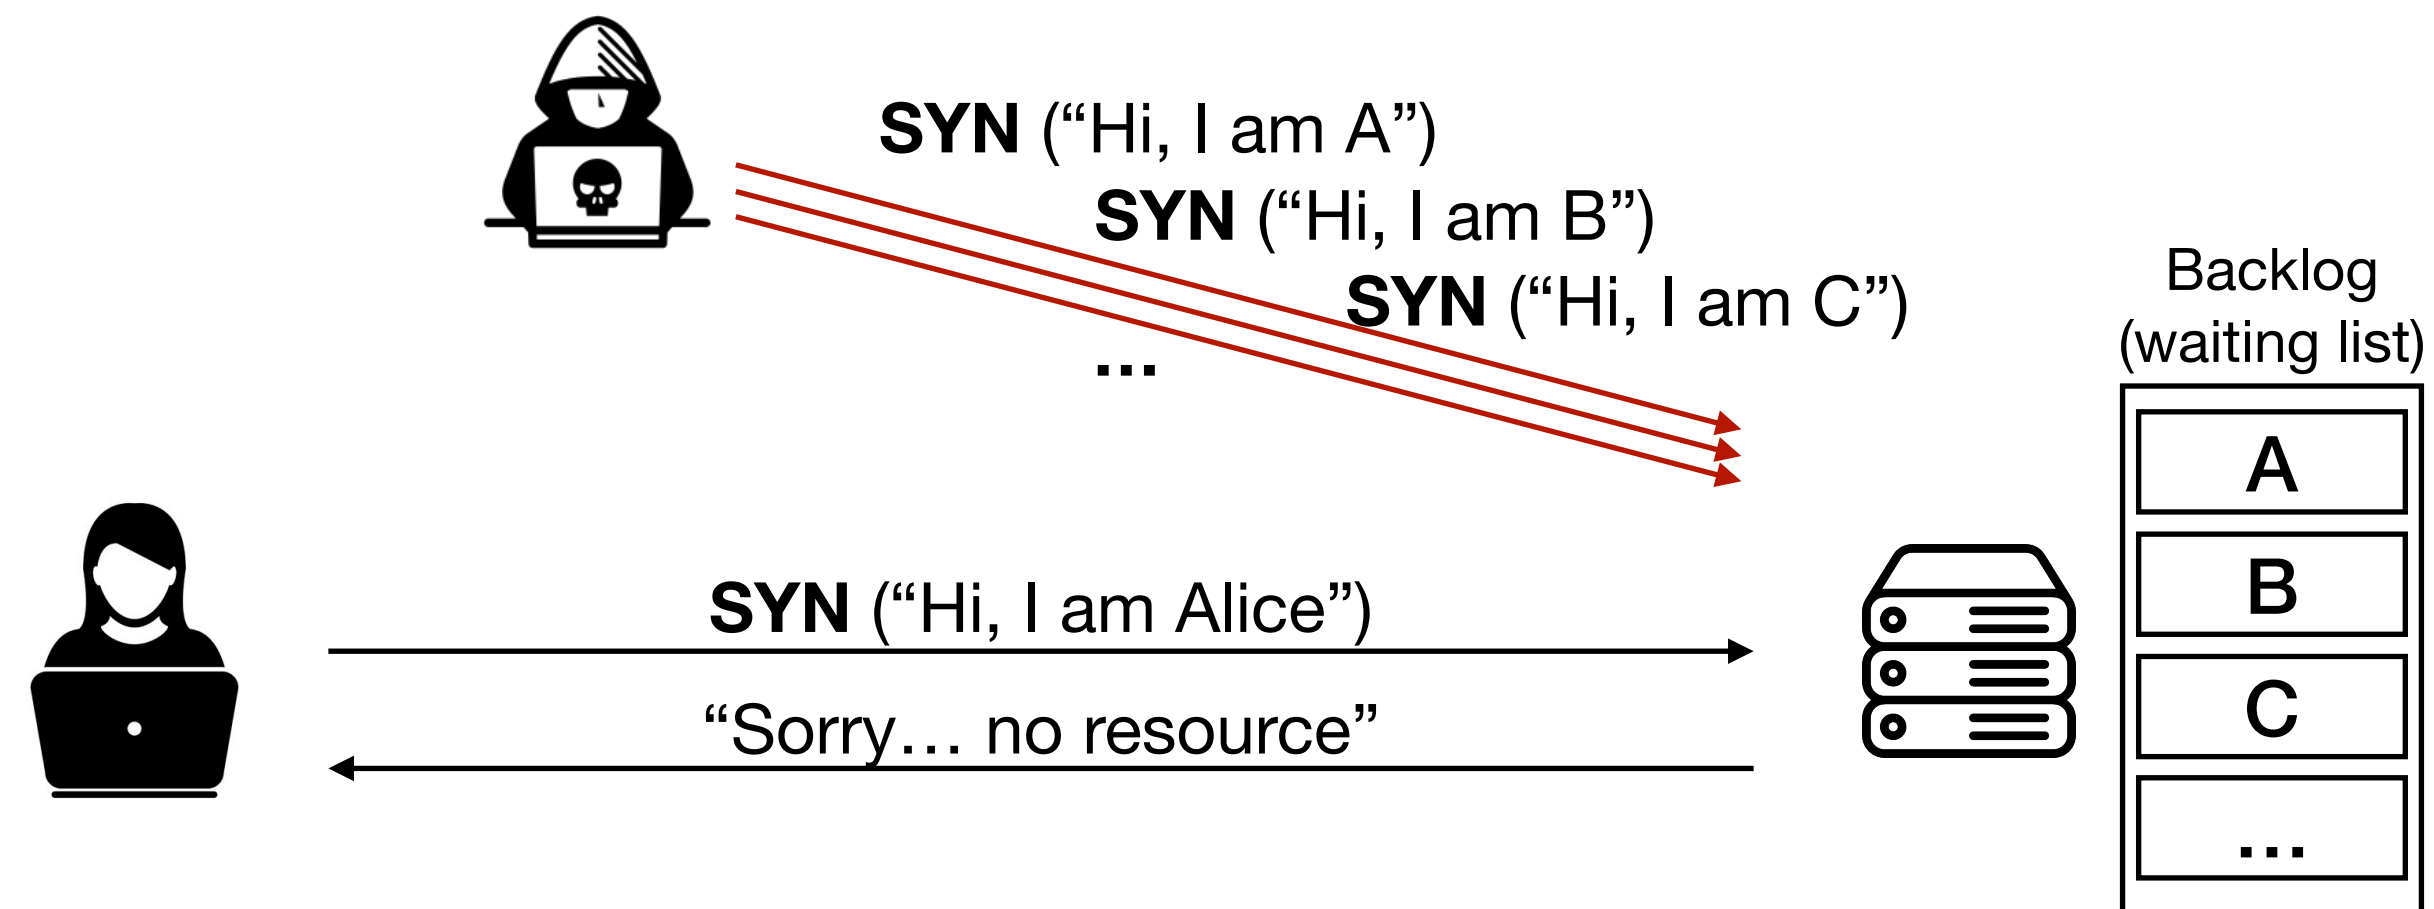 SYN (“Hi, I am A”)
SYN (“Hi, I am B”)
SYN (“Hi, I am C”)
...
Backlog
(waiting list)
A
B
C
...
SYN (“Hi, I am Alice”)
“Sorry… no resource”